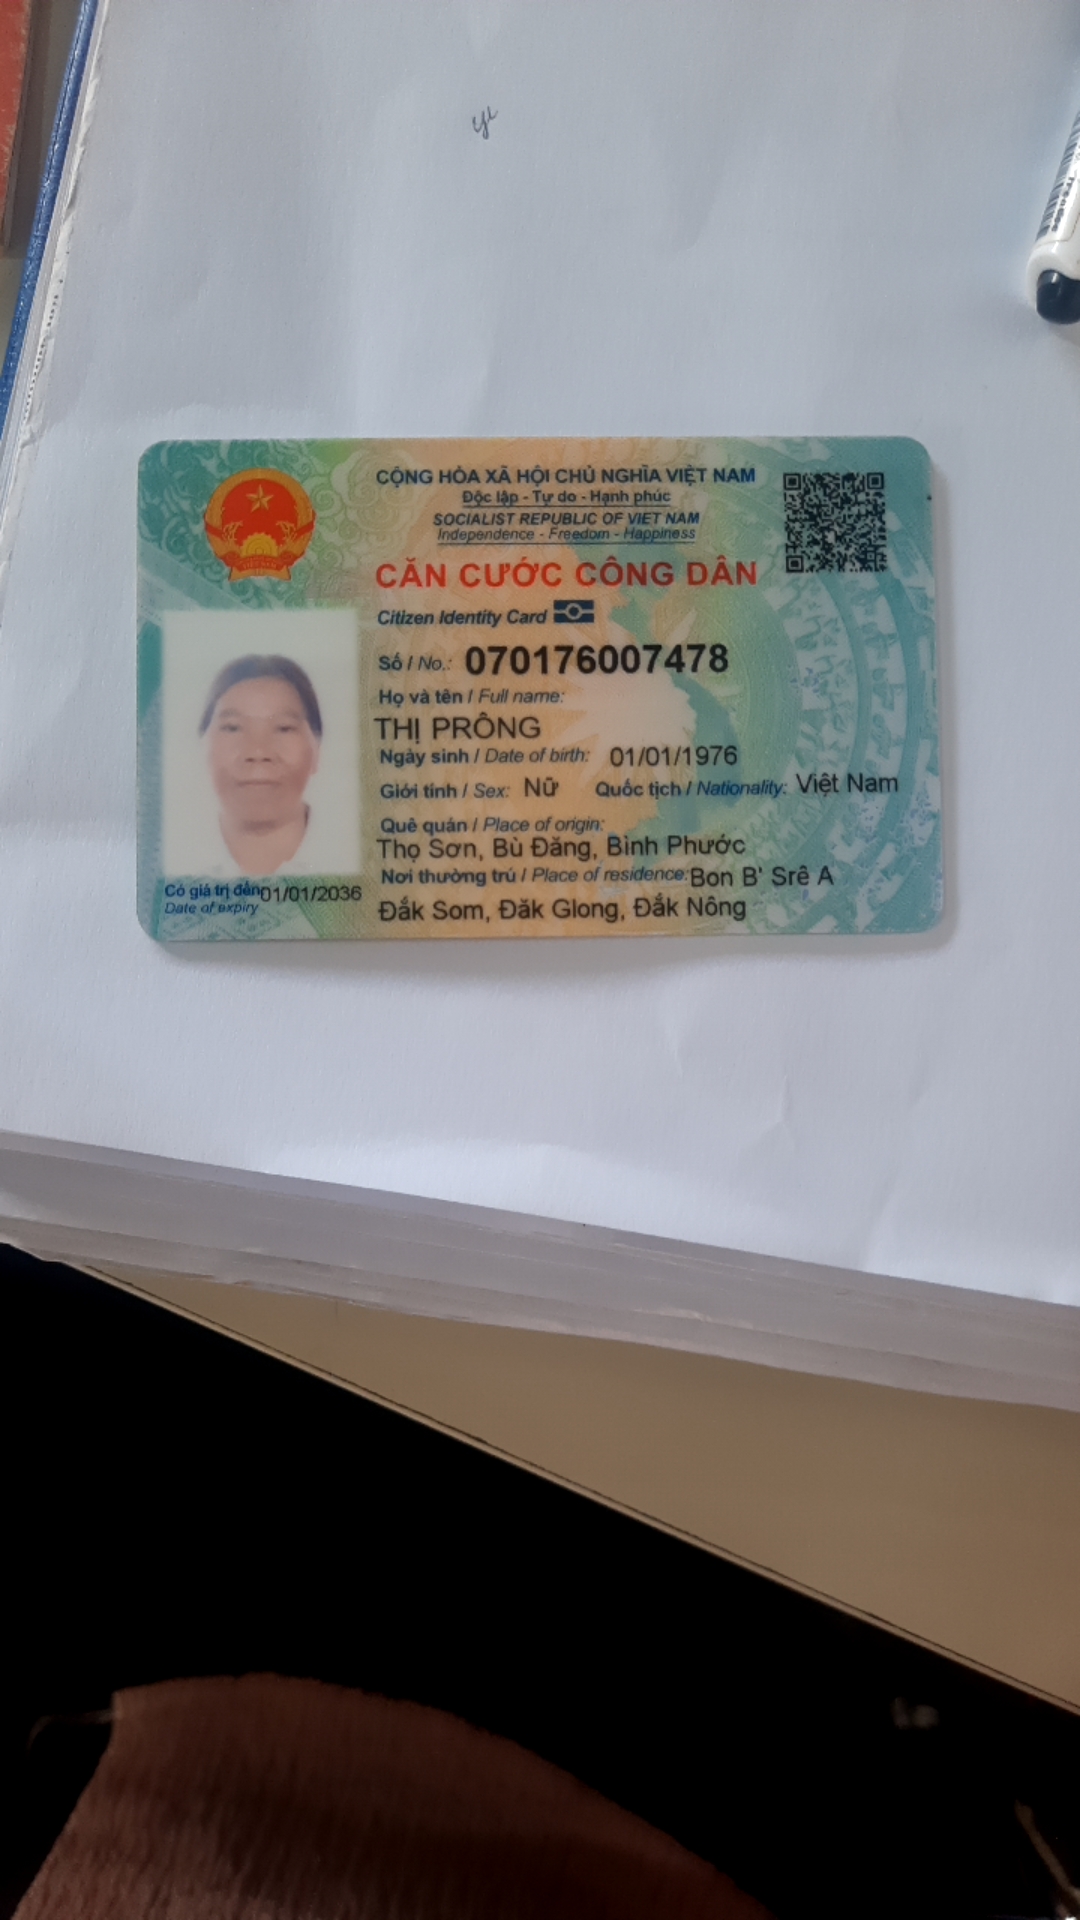 yi
CỘNG HÒA XÃ HỘI CHỦ NGHĨA VIỆT NAM
Độc lập - Tự do - Hạnh phúc
SOCIALIST REPUBLIC OF VIET NAM
Independence - Freedom - Happiness
CĂN CƯỚC CÔNG DÂN
Citizen Identity Card
Số / No.: 070176007478
Họ và tên / Full name:
THỊ PRÔNG
Ngày sinh / Date of birth: 01/01/1976
Giới tính / Sex: Nữ Quốc tịch / Nationality: Việt Nam
Quê quán / Place of origin:
Thọ Sơn, Bù Đăng, Bình Phước
Nơi thường trú / Place of residence: Bon B' Srê A
Đắk Som, Đăk Glong, Đắk Nông
Có giá trị đến 01/01/2036
Date of expiry